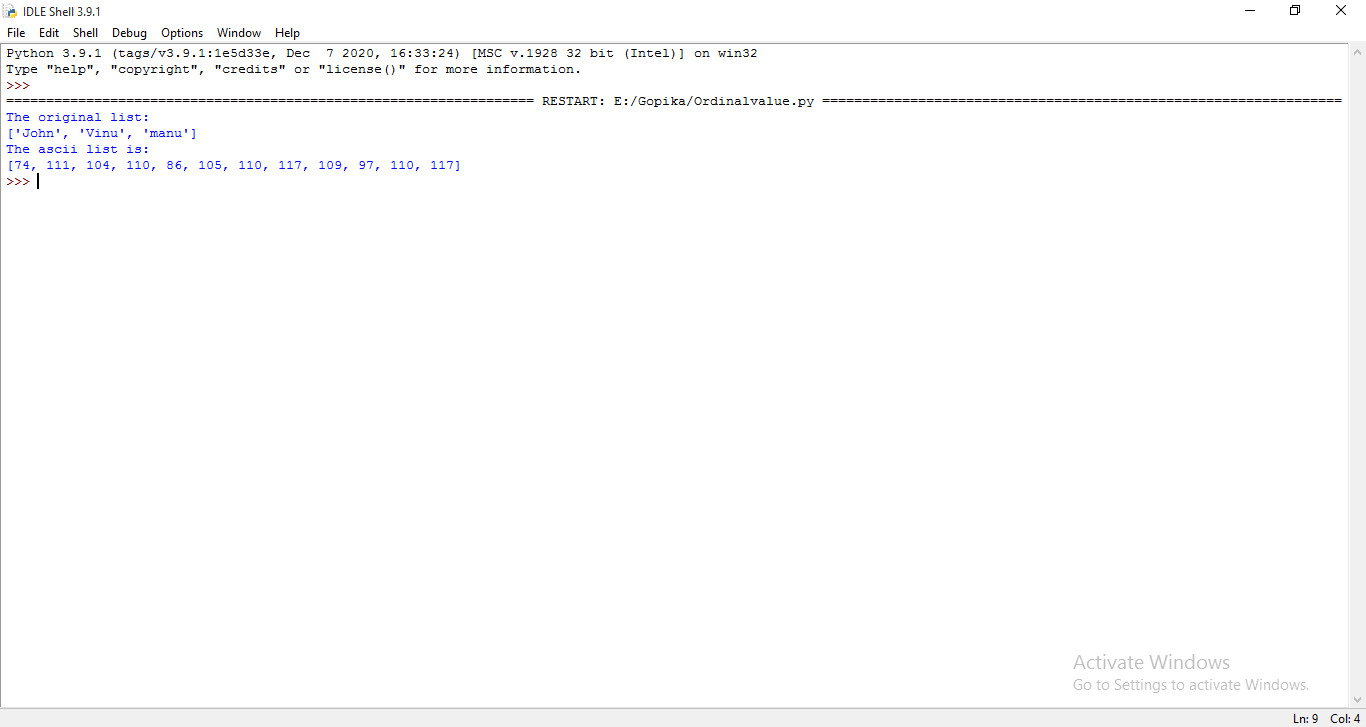 IDLE Shell 3.9.1
File Edit Shell Debug Options Window Help
Python 3.9.1 (tags/v3.9.1:1e5d33e, Dec  7 2020, 16:33:24) [MSC v.1928 32 bit (Intel)] on win32
Type "help", "copyright", "credits" or "license()" for more information.
>>>
================================================================== RESTART: E:/Gopika/Ordinalvalue.py =================================================================
The original list:
['John', 'Vinu', 'manu']
The ascii list is:
[74, 111, 104, 110, 86, 105, 110, 117, 109, 97, 110, 117]
>>>
Activate Windows
Go to Settings to activate Windows.
Ln: 9 Col: 4